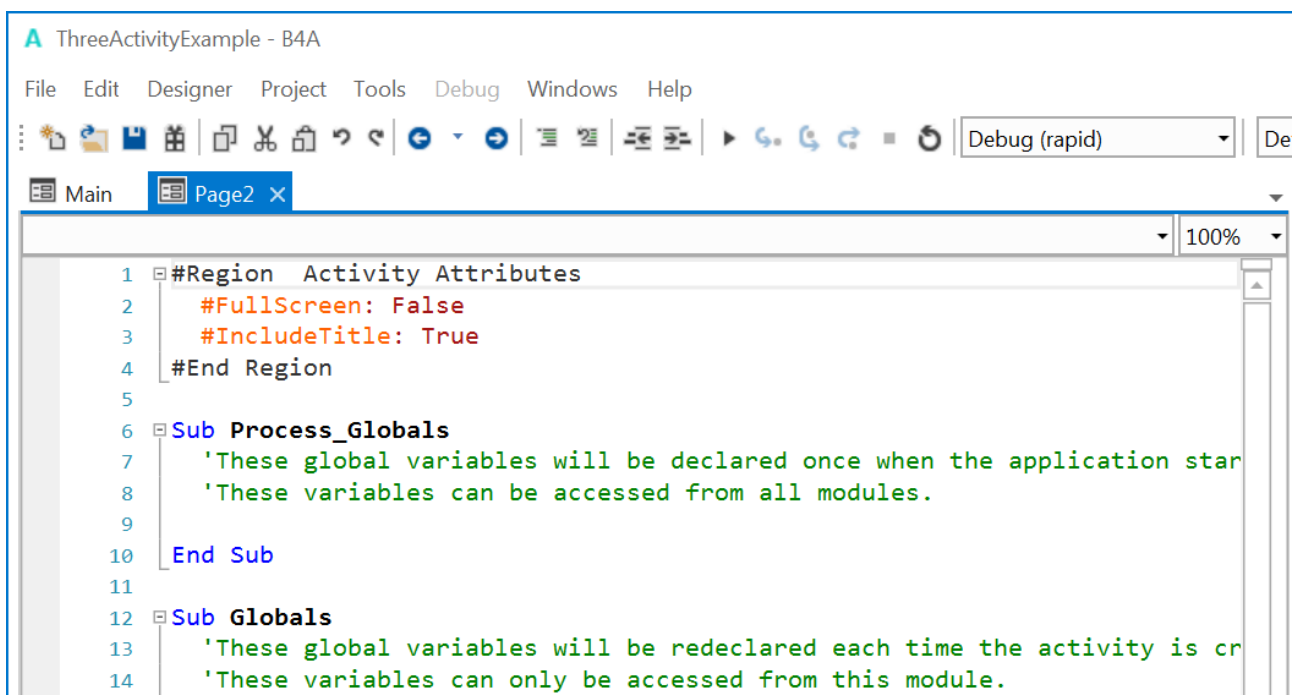 A ThreeActivityExample - B4A
File Edit Designer Project Tools Debug Windows Help
Debug (rapid) De
Main Page2
100%
1 #Region  Activity Attributes
2 #FullScreen: False
3 #IncludeTitle: True
4 #End Region
5
6 Sub Process_Globals
7 'These global variables will be declared once when the application star
8 'These variables can be accessed from all modules.
9
10 End Sub
11
12 Sub Globals
13 'These global variables will be redeclared each time the activity is cr
14 'These variables can only be accessed from this module.